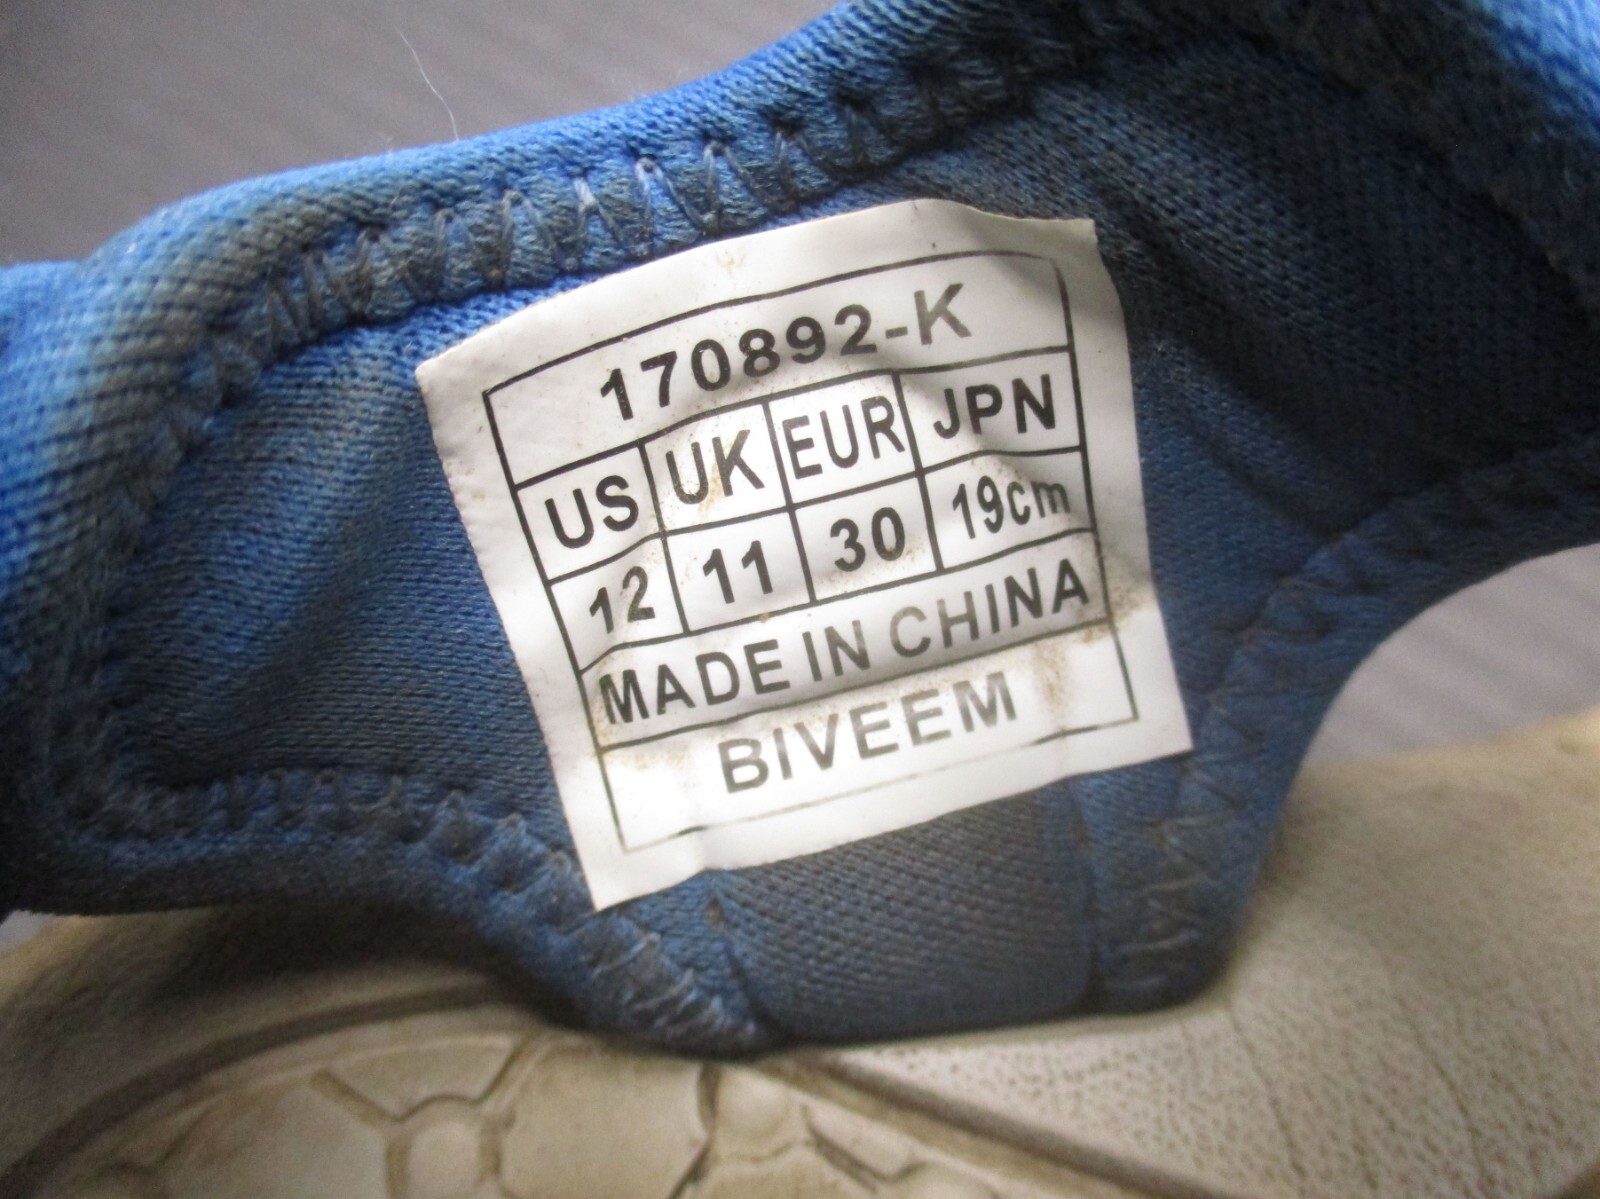 170892-K
US UK EUR JPN
12 11 30 19cm
MADE IN CHINA
BIVEEM